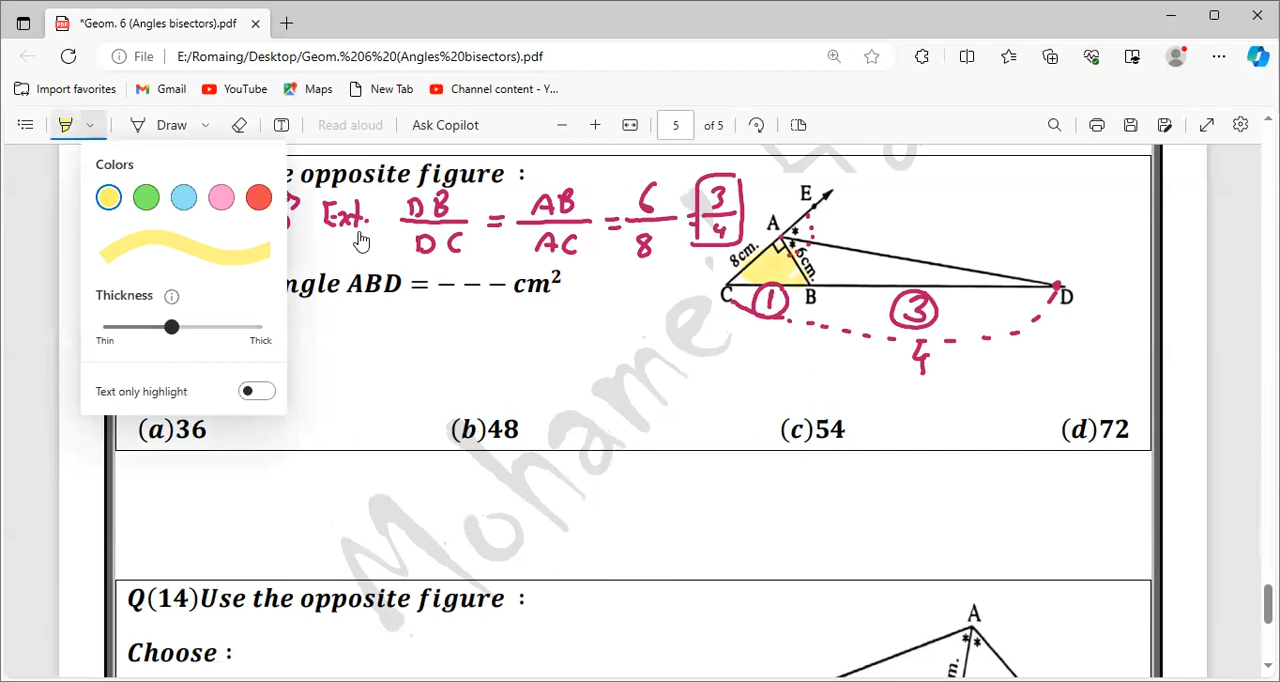 *Geom. 6 (Angles bisectors).pdf
File E:/Romaing/Desktop/Geom.%206%20(Angles%20bisectors).pdf
Import favorites Gmail YouTube Maps New Tab Channel content - Y...
Draw Read aloud Ask Copilot 5 of 5
Colors
Thickness
Thin Thick
Text only highlight
e opposite figure :
Ext. DB/DC = AB/AC = 6/8 = 3/4
ngle ABD = − − − cm²
E
A
8cm.
6cm.
C B D
1 3
4
(a)36 (b)48 (c)54 (d)72
Mohame
Q(14)Use the opposite figure :
Choose :
A
m.